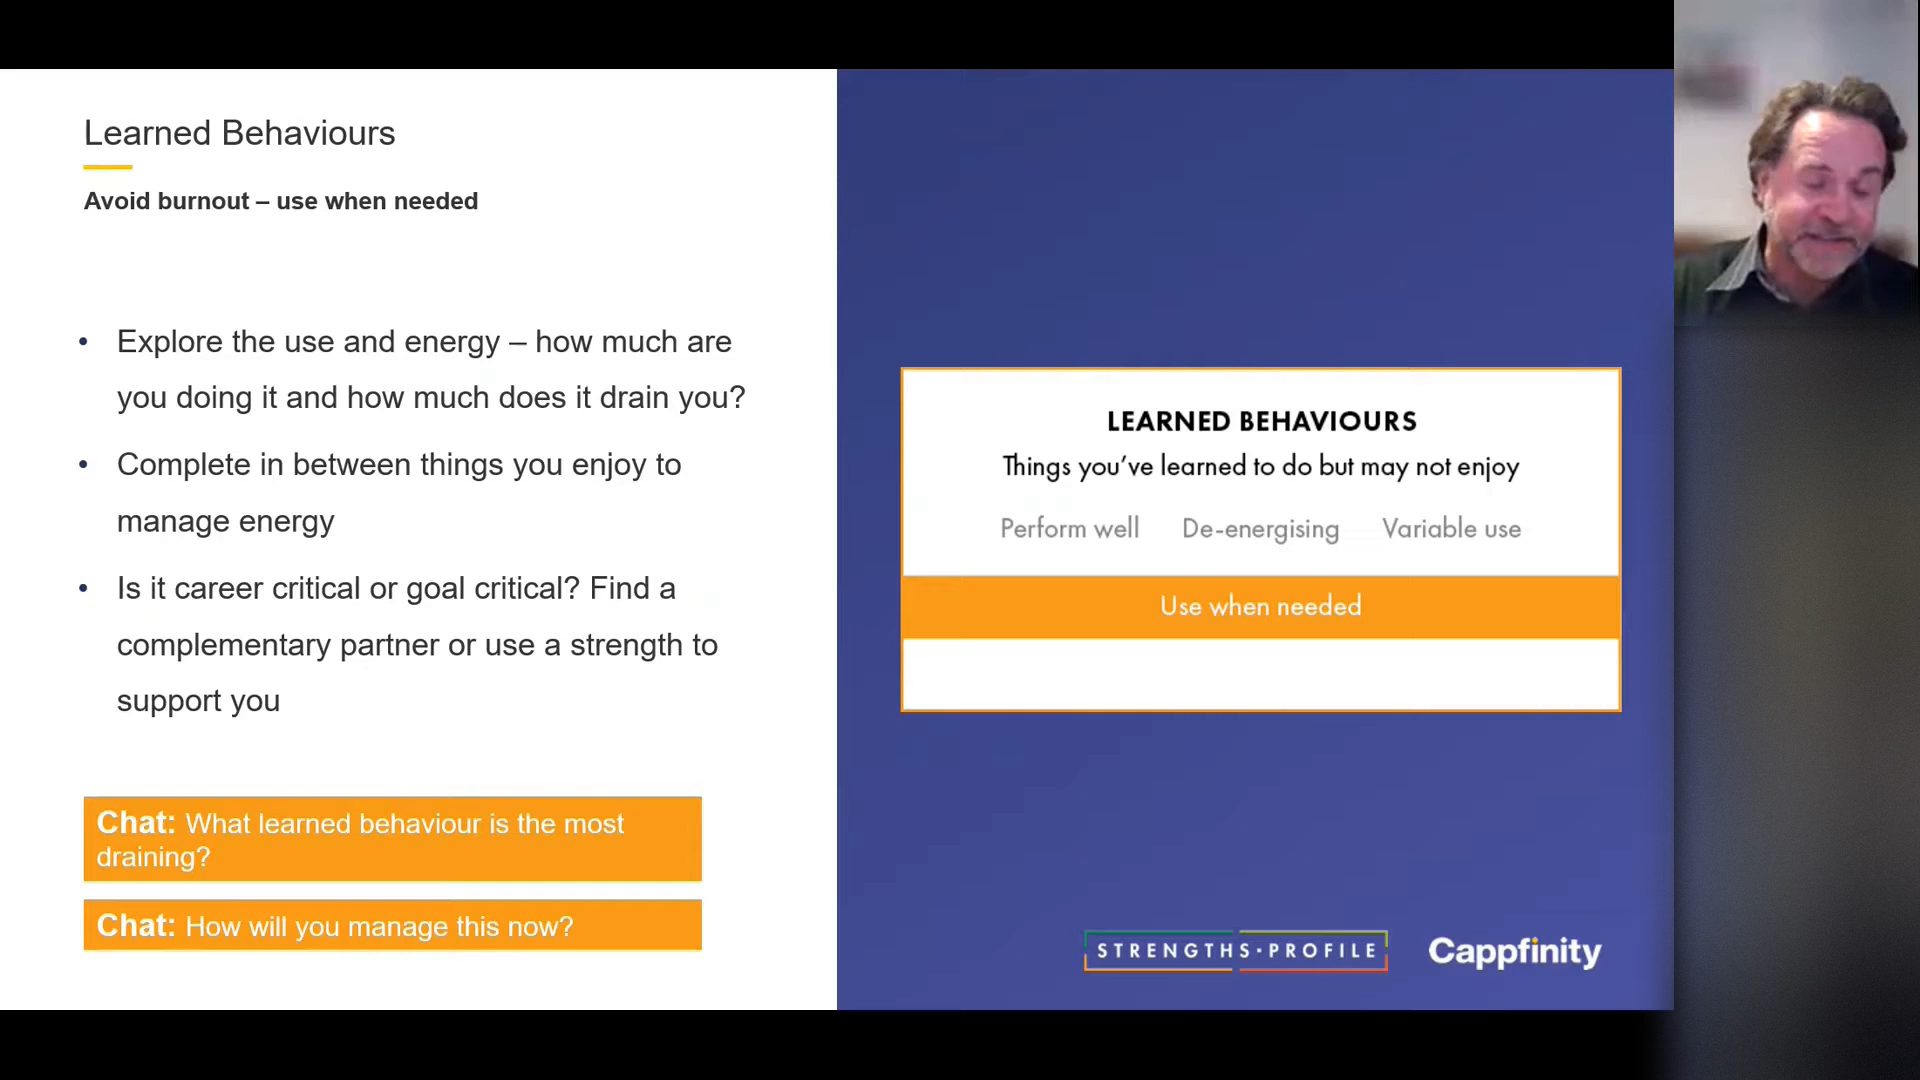 Learned Behaviours
Avoid burnout – use when needed
• Explore the use and energy – how much are
you doing it and how much does it drain you?
• Complete in between things you enjoy to
manage energy
• Is it career critical or goal critical? Find a
complementary partner or use a strength to
support you
Chat: What learned behaviour is the most
draining?
Chat: How will you manage this now?
LEARNED BEHAVIOURS
Things you’ve learned to do but may not enjoy
Perform well De-energising Variable use
Use when needed
STRENGTHS·PROFILE
Cappfinity